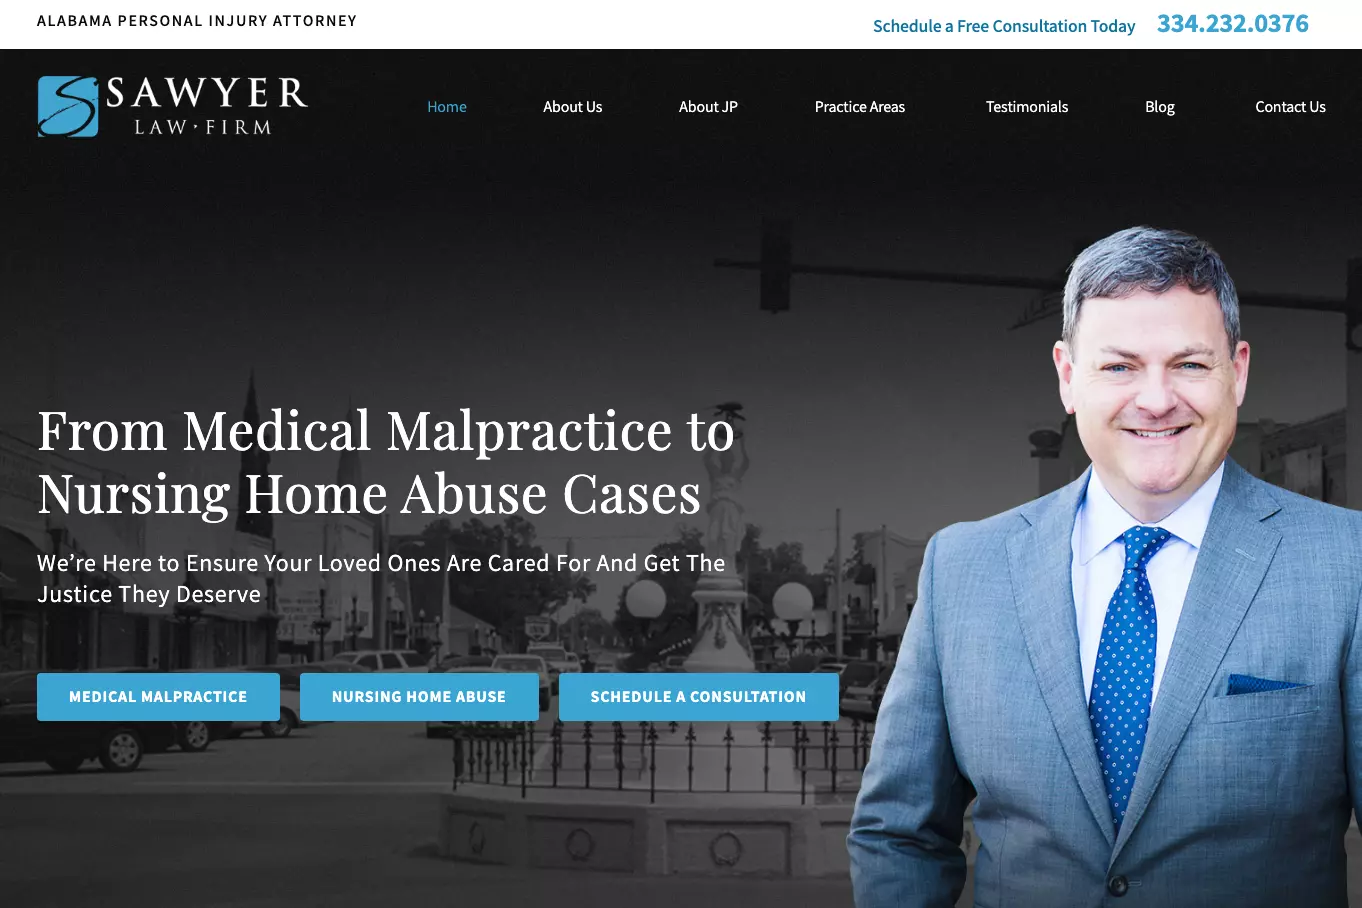 ALABAMA PERSONAL INJURY ATTORNEY
Schedule a Free Consultation Today 334.232.0376
SAWYER
LAW·FIRM
Home About Us About JP Practice Areas Testimonials Blog Contact Us
From Medical Malpractice to
Nursing Home Abuse Cases
We’re Here to Ensure Your Loved Ones Are Cared For And Get The
Justice They Deserve
MEDICAL MALPRACTICE NURSING HOME ABUSE SCHEDULE A CONSULTATION